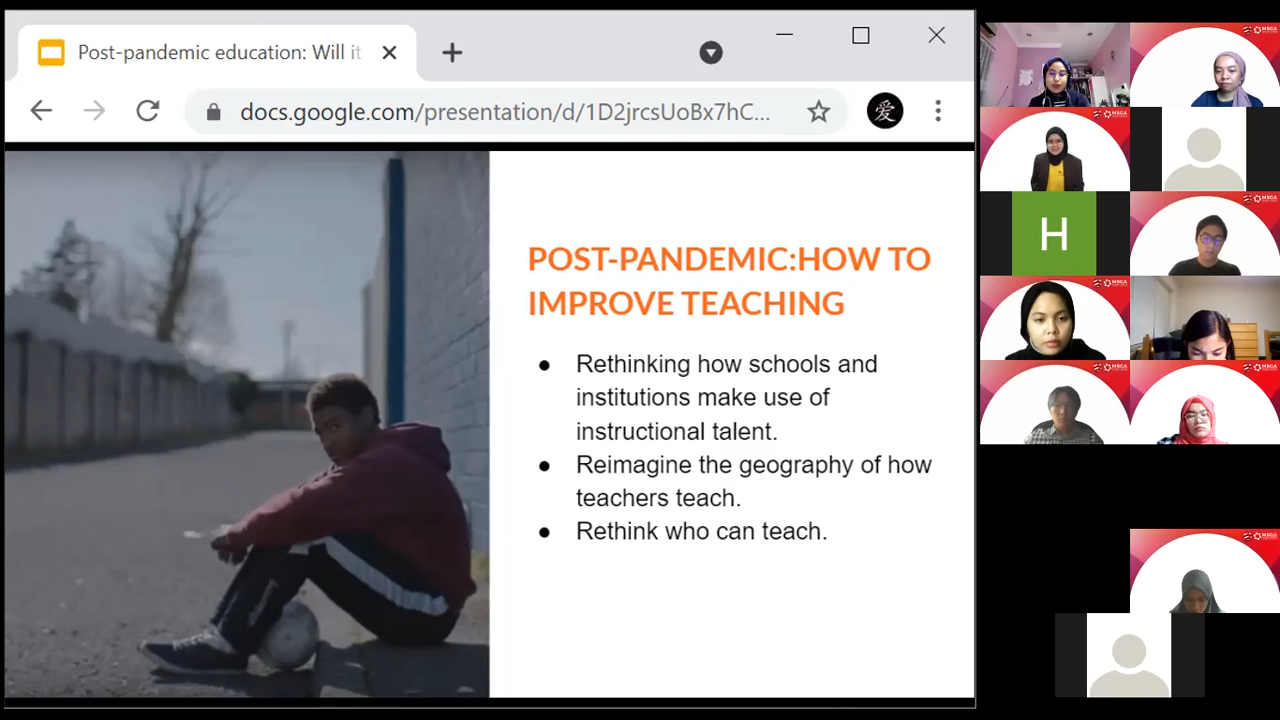 Post-pandemic education: Will it
docs.google.com/presentation/d/1D2jrcsUoBx7hC...
爱
POST-PANDEMIC:HOW TO
IMPROVE TEACHING
● Rethinking how schools and
institutions make use of
instructional talent.
● Reimagine the geography of how
teachers teach.
● Rethink who can teach.
H